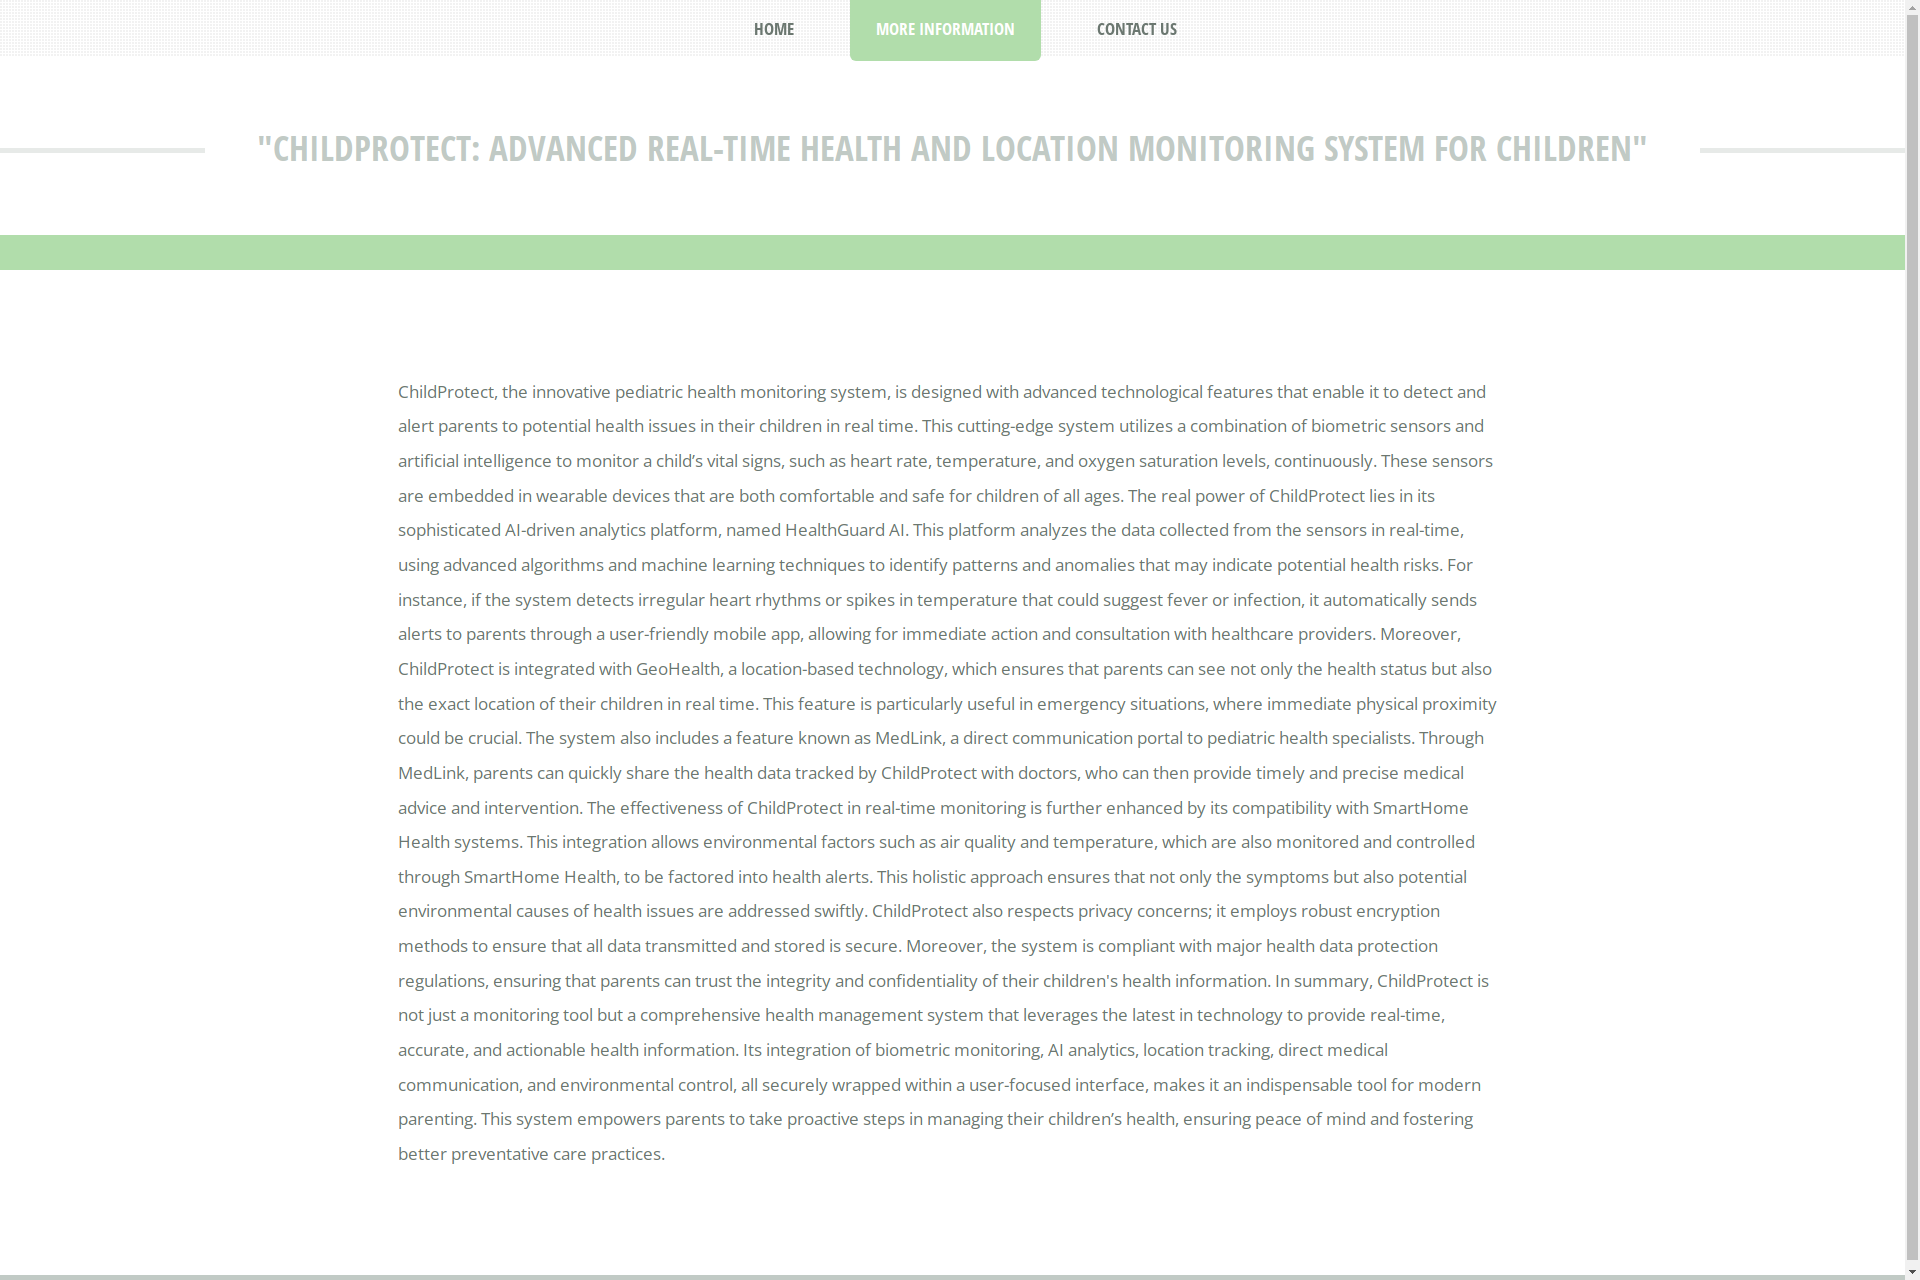 HOME
MORE INFORMATION
CONTACT US
"CHILDPROTECT: ADVANCED REAL-TIME HEALTH AND LOCATION MONITORING SYSTEM FOR CHILDREN"
ChildProtect, the innovative pediatric health monitoring system, is designed with advanced technological features that enable it to detect and
alert parents to potential health issues in their children in real time. This cutting-edge system utilizes a combination of biometric sensors and
artificial intelligence to monitor a child’s vital signs, such as heart rate, temperature, and oxygen saturation levels, continuously. These sensors
are embedded in wearable devices that are both comfortable and safe for children of all ages. The real power of ChildProtect lies in its
sophisticated AI-driven analytics platform, named HealthGuard AI. This platform analyzes the data collected from the sensors in real-time,
using advanced algorithms and machine learning techniques to identify patterns and anomalies that may indicate potential health risks. For
instance, if the system detects irregular heart rhythms or spikes in temperature that could suggest fever or infection, it automatically sends
alerts to parents through a user-friendly mobile app, allowing for immediate action and consultation with healthcare providers. Moreover,
ChildProtect is integrated with GeoHealth, a location-based technology, which ensures that parents can see not only the health status but also
the exact location of their children in real time. This feature is particularly useful in emergency situations, where immediate physical proximity
could be crucial. The system also includes a feature known as MedLink, a direct communication portal to pediatric health specialists. Through
MedLink, parents can quickly share the health data tracked by ChildProtect with doctors, who can then provide timely and precise medical
advice and intervention. The effectiveness of ChildProtect in real-time monitoring is further enhanced by its compatibility with SmartHome
Health systems. This integration allows environmental factors such as air quality and temperature, which are also monitored and controlled
through SmartHome Health, to be factored into health alerts. This holistic approach ensures that not only the symptoms but also potential
environmental causes of health issues are addressed swiftly. ChildProtect also respects privacy concerns; it employs robust encryption
methods to ensure that all data transmitted and stored is secure. Moreover, the system is compliant with major health data protection
regulations, ensuring that parents can trust the integrity and confidentiality of their children's health information. In summary, ChildProtect is
not just a monitoring tool but a comprehensive health management system that leverages the latest in technology to provide real-time,
accurate, and actionable health information. Its integration of biometric monitoring, AI analytics, location tracking, direct medical
communication, and environmental control, all securely wrapped within a user-focused interface, makes it an indispensable tool for modern
parenting. This system empowers parents to take proactive steps in managing their children’s health, ensuring peace of mind and fostering
better preventative care practices.